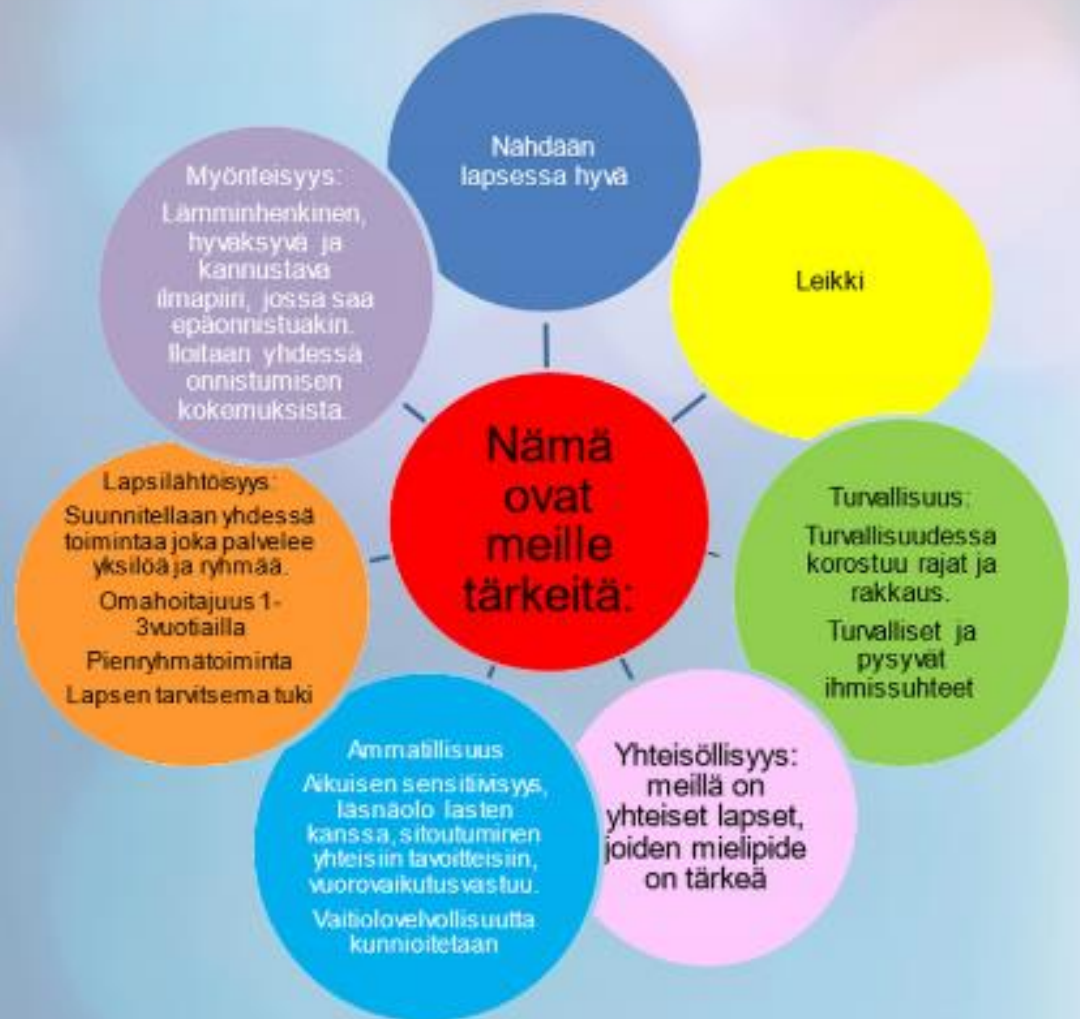 Nähdään
lapsessa hyvä
Leikki
Turvallisuus:
Turvallisuudessa
korostuu rajat ja
rakkaus.
Turvalliset ja
pysyvät
ihmissuhteet
Yhteisöllisyys:
meillä on
yhteiset lapset,
joiden mielipide
on tärkeä
Ammatillisuus
Aikuisen sensitiivisyys,
läsnäolo lasten
kanssa, sitoutuminen
yhteisiin tavoitteisiin,
vuorovaikutusvastuu.
Vaitiolovelvollisuutta
kunnioitetaan
Lapsilähtöisyys:
Suunnitellaan yhdessä
toimintaa joka palvelee
yksilöä ja ryhmää.
Omahoitajuus 1-
3vuotiailla
Pienryhmätoiminta
Lapsen tarvitsema tuki
Myönteisyys:
Lämminhenkinen,
hyväksyvä ja
kannustava
ilmapiiri, jossa saa
epäonnistuakin.
Iloitaan yhdessä
onnistumisen
kokemuksista.
Nämä
ovat
meille
tärkeitä: